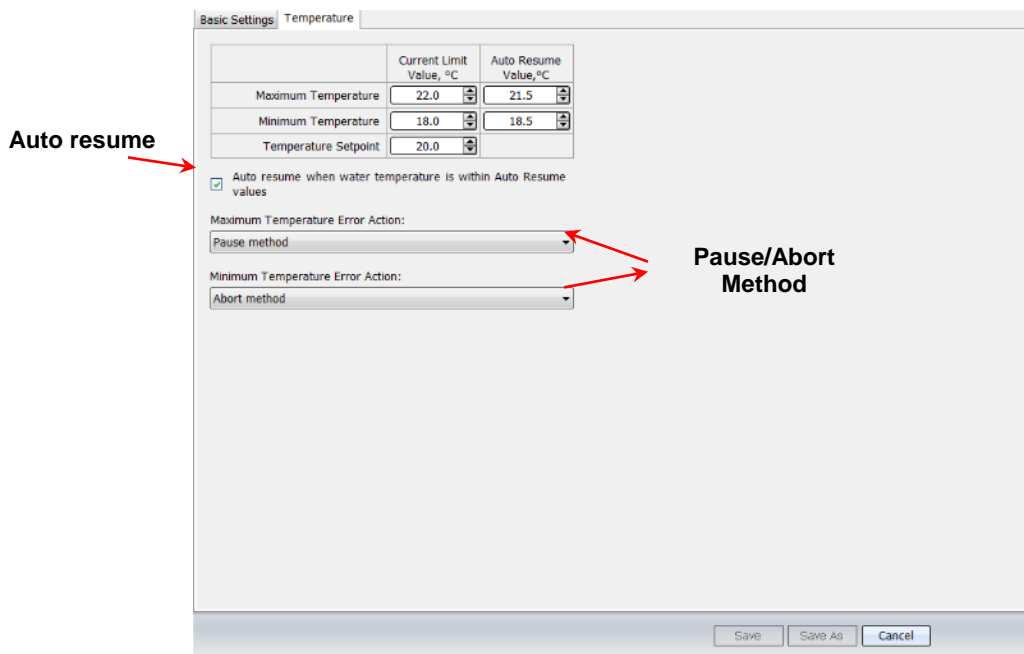 Basic Settings Temperature
Current Limit Auto Resume
Value, °C Value,°C
Maximum Temperature 22.0 21.5
Minimum Temperature 18.0 18.5
Temperature Setpoint 20.0
Auto resume
Auto resume when water temperature is within Auto Resume
values
Maximum Temperature Error Action:
Pause method
Pause/Abort
Method
Minimum Temperature Error Action:
Abort method
Save Save As Cancel